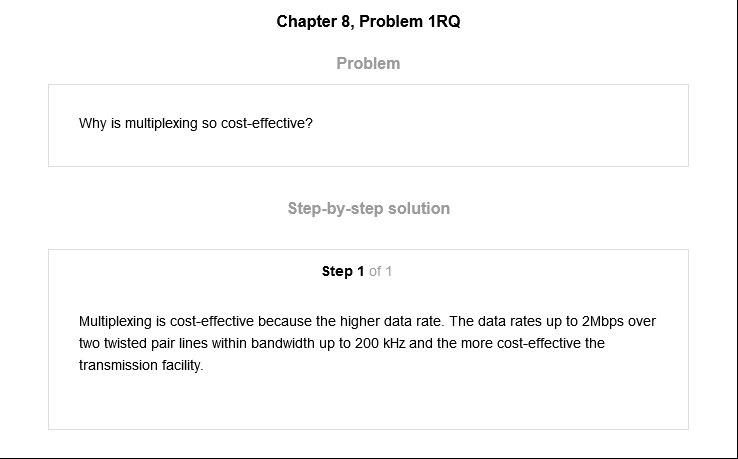 Chapter 8, Problem 1RQ
Problem
Why is multiplexing so cost-effective?
Step-by-step solution
Step 1 of 1
Multiplexing is cost-effective because the higher data rate. The data rates up to 2Mbps over
two twisted pair lines within bandwidth up to 200 kHz and the more cost-effective the
transmission facility.